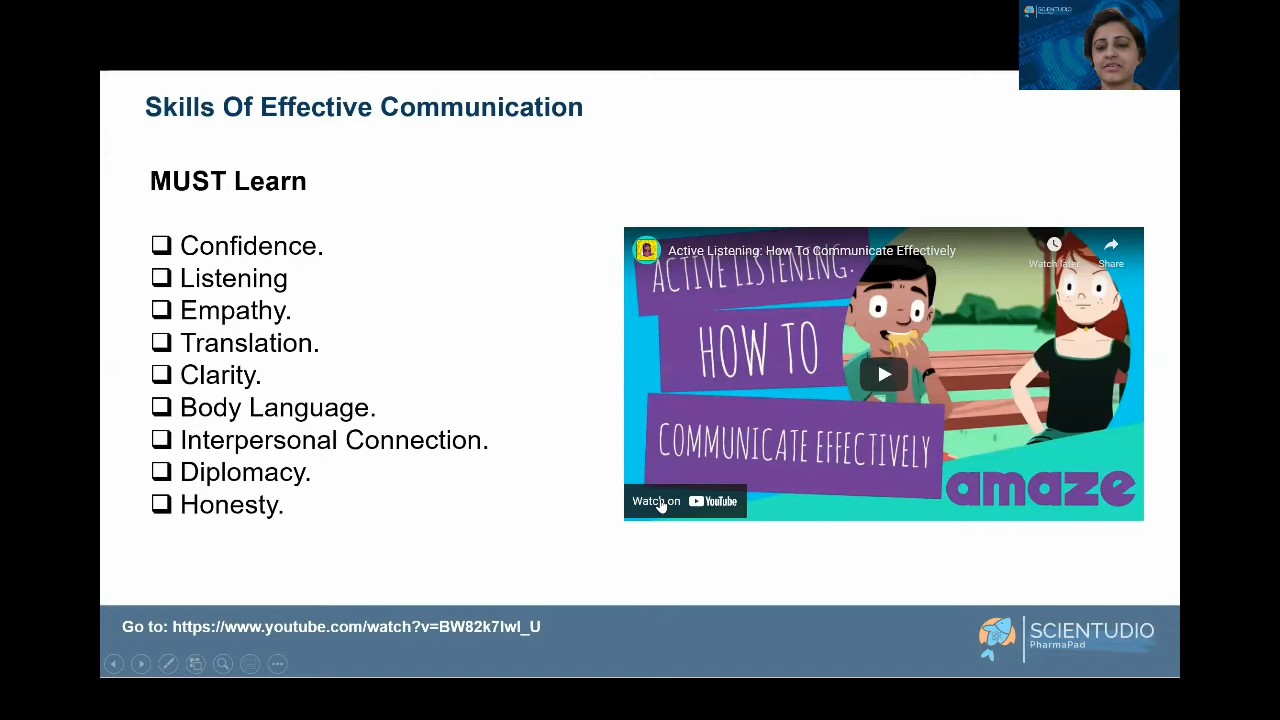 SCIENTUDIO
Skills Of Effective Communication
MUST Learn
❑ Confidence.
❑ Listening
❑ Empathy.
❑ Translation.
❑ Clarity.
❑ Body Language.
❑ Interpersonal Connection.
❑ Diplomacy.
❑ Honesty.
Active Listening: How To Communicate Effectively
Watch later
Share
ACTIVE LISTENING:
HOW TO
COMMUNICATE EFFECTIVELY
amaze
Watch on YouTube
Go to: https://www.youtube.com/watch?v=BW82k7lwI_U
SCIENTUDIO
PharmaPad